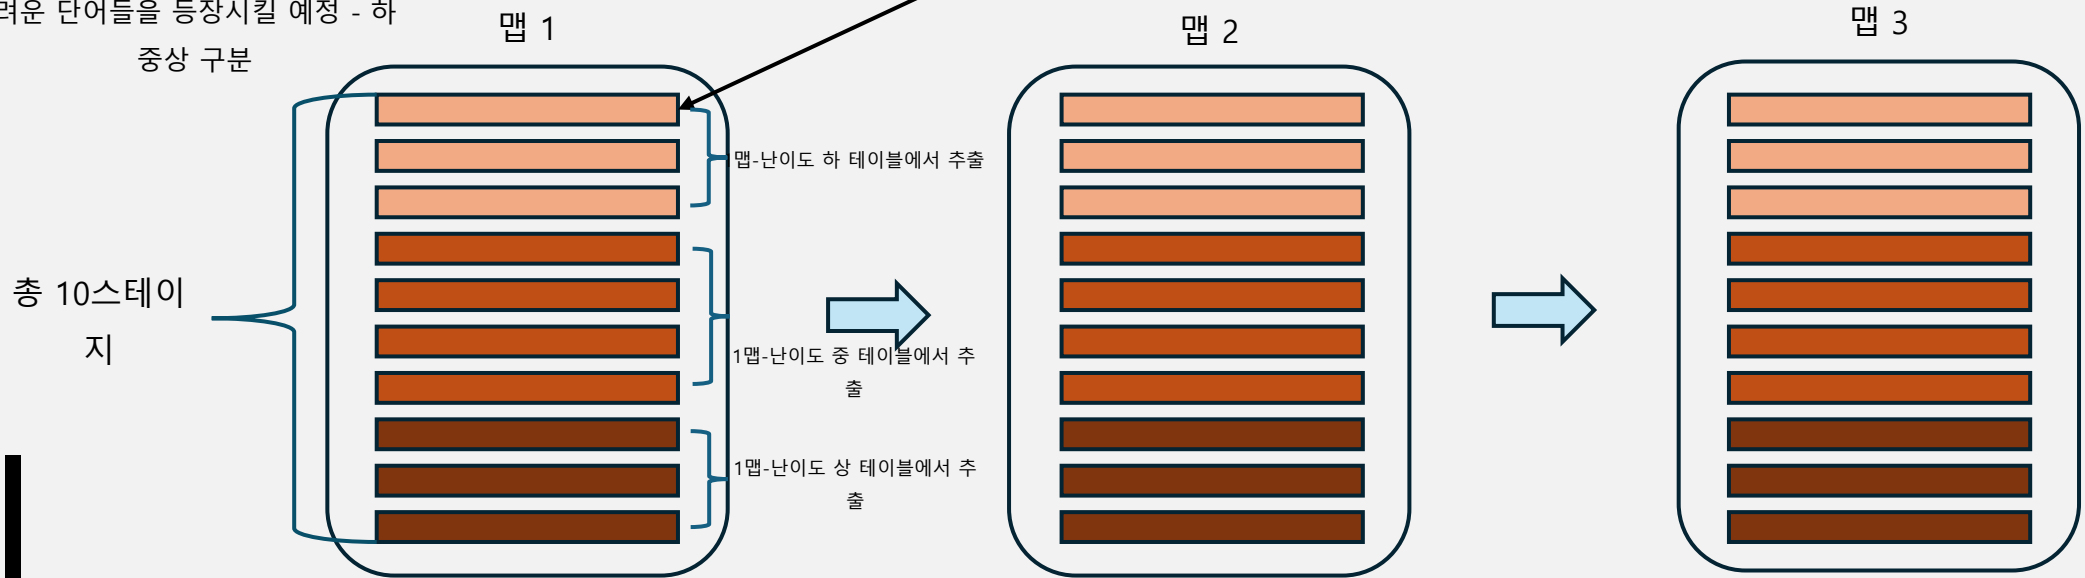 려운 단어들을 등장시킬 예정 - 하
중상 구분
맵 1
맵 2
맵 3
맵-난이도 하 테이블에서 추출
총 10스테이
지
1맵-난이도 중 테이블에서 추
출
1맵-난이도 상 테이블에서 추
출